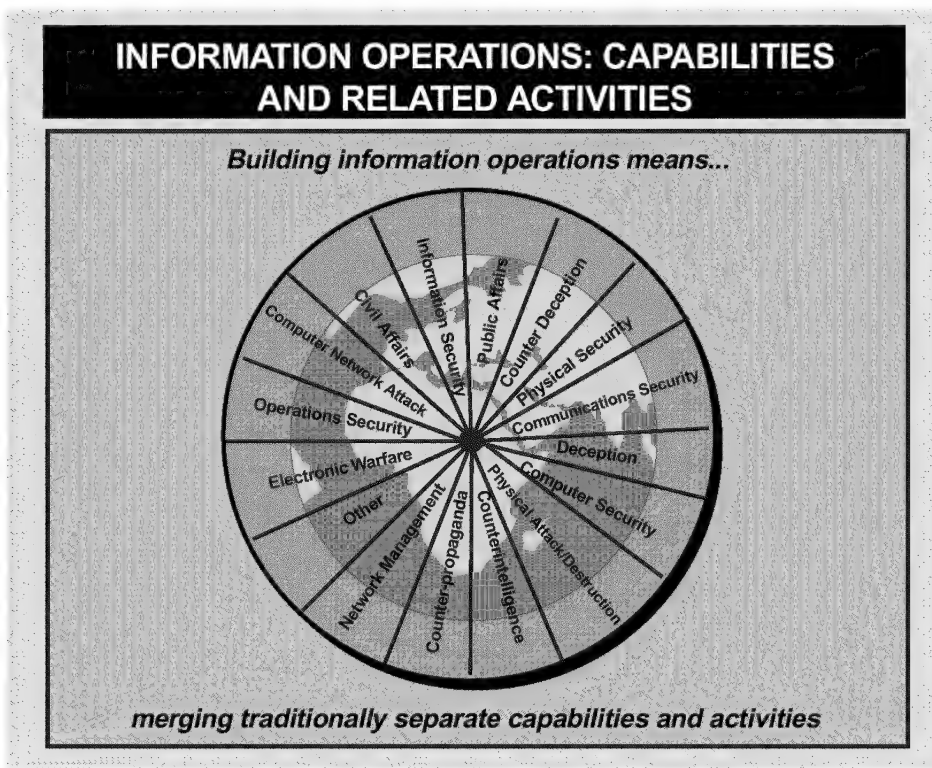 INFORMATION OPERATIONS: CAPABILITIES
AND RELATED ACTIVITIES
Building information operations means...
Public Affairs
Counter Deception
Physical Security
Communications Security
Deception
Computer Security
Physical Attack/Destruction
Counterintelligence
Counter-propaganda
Network Management
Other
Electronic Warfare
Operations Security
Computer Network Attack
Civil Affairs
Information Security
merging traditionally separate capabilities and activities